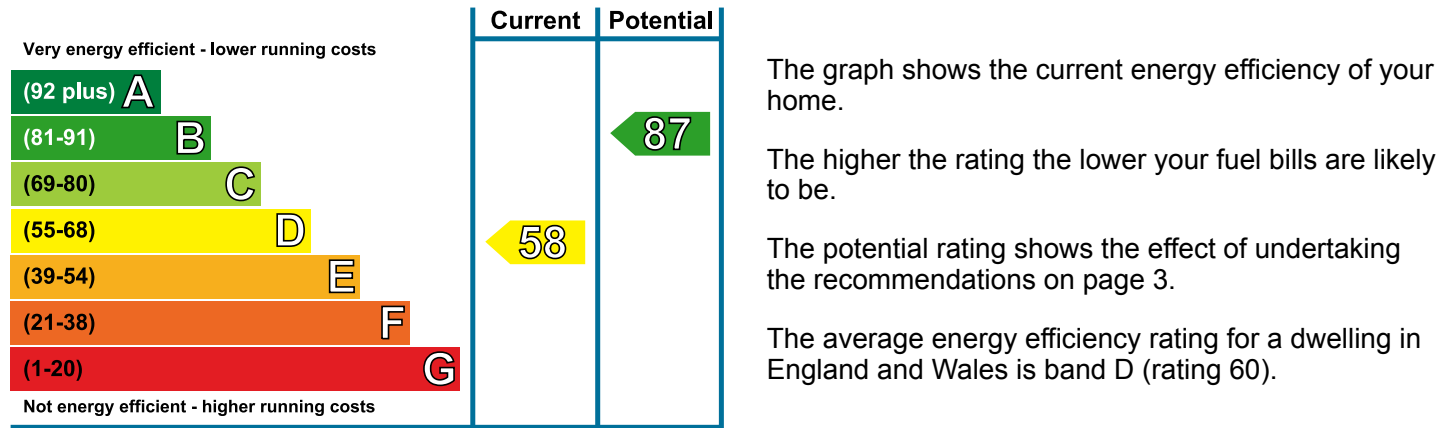 Current Potential
Very energy efficient - lower running costs
(92 plus) A
(81-91) B
87
(69-80) C
(55-68) D
58
(39-54) E
(21-38) F
(1-20) G
Not energy efficient - higher running costs
The graph shows the current energy efficiency of your
home.
The higher the rating the lower your fuel bills are likely
to be.
The potential rating shows the effect of undertaking
the recommendations on page 3.
The average energy efficiency rating for a dwelling in
England and Wales is band D (rating 60).